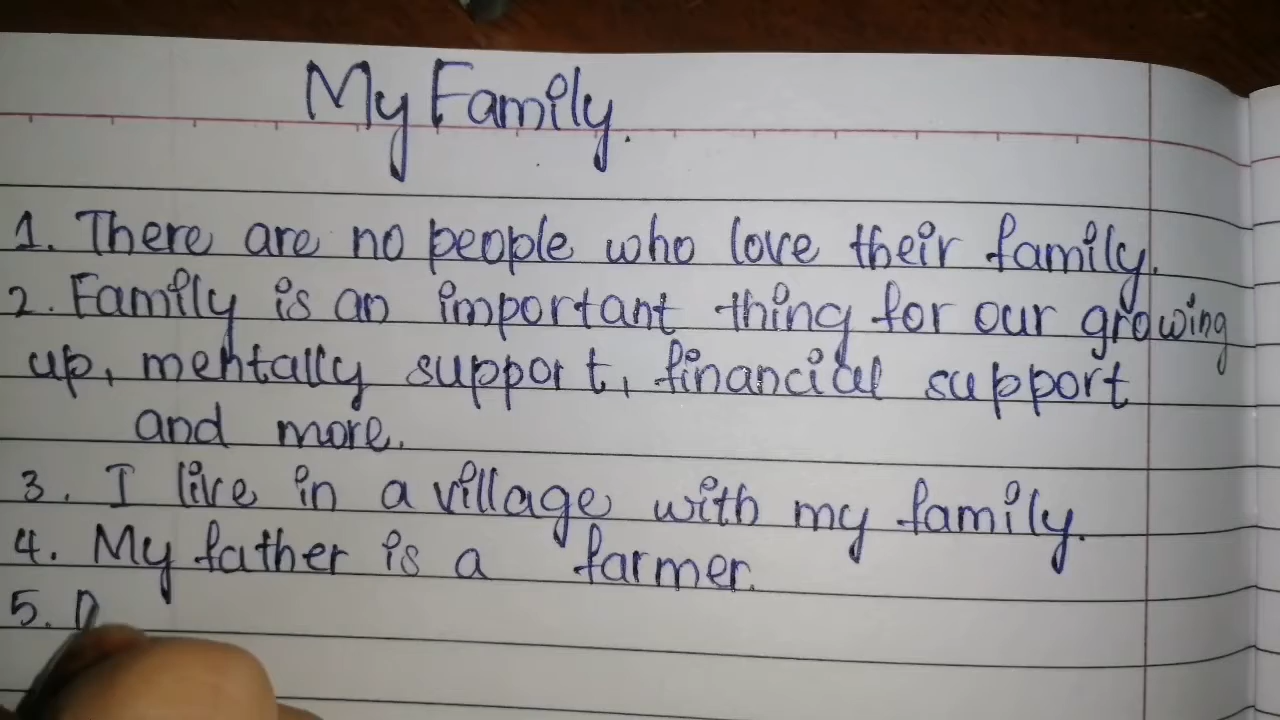 My Family.
1. There are no people who love their family.
2. Family is an important thing for our growing
up, mentally support, financial support
and more.
3. I live in a village with my family.
4. My father is a farmer.
5.